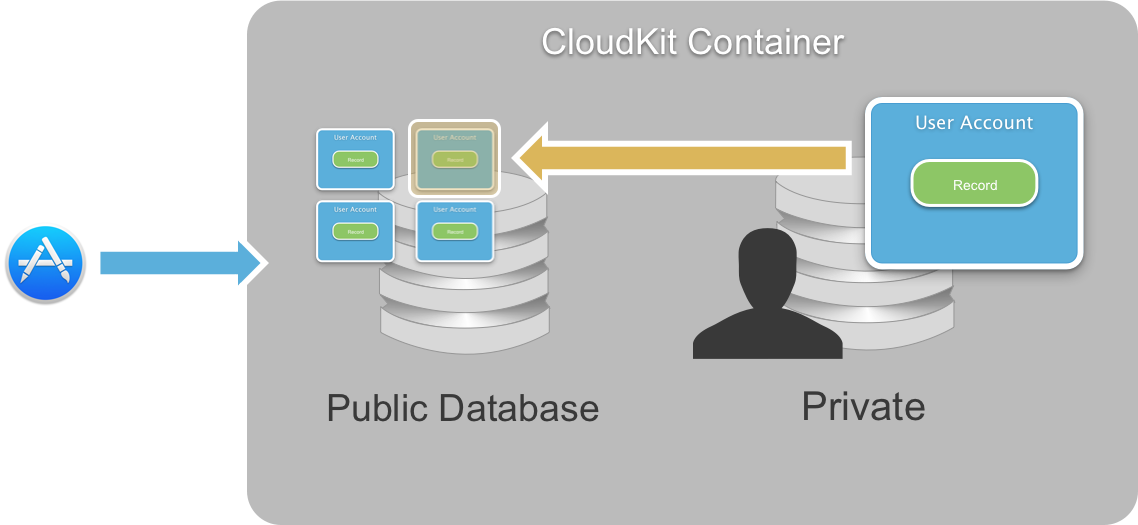 CloudKit Container
User Account
Record
User Account
Record
User Account
Record
User Account
Record
User Account
Record
Public Database
Private